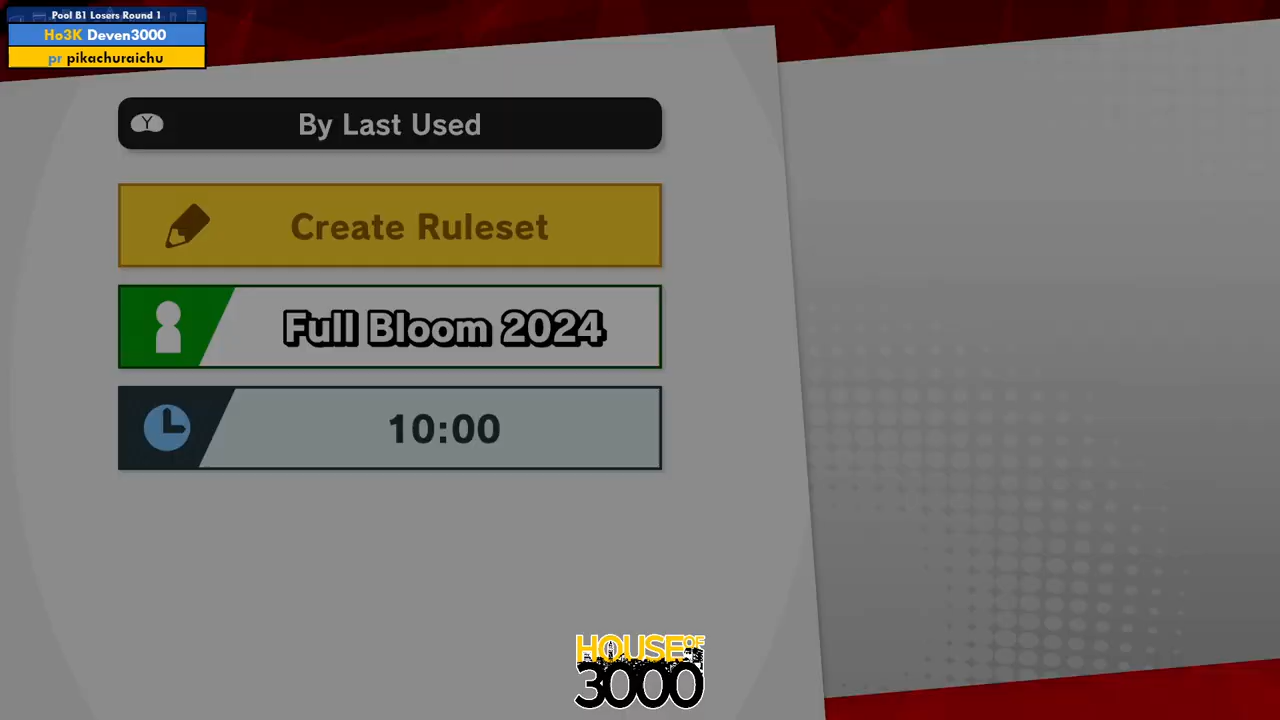 Pool B1 Losers Round 1
Ho3K Deven3000
pr pikachuraichu
Y By Last Used
Create Ruleset
Full Bloom 2024
10:00
HOUSE OF
3000